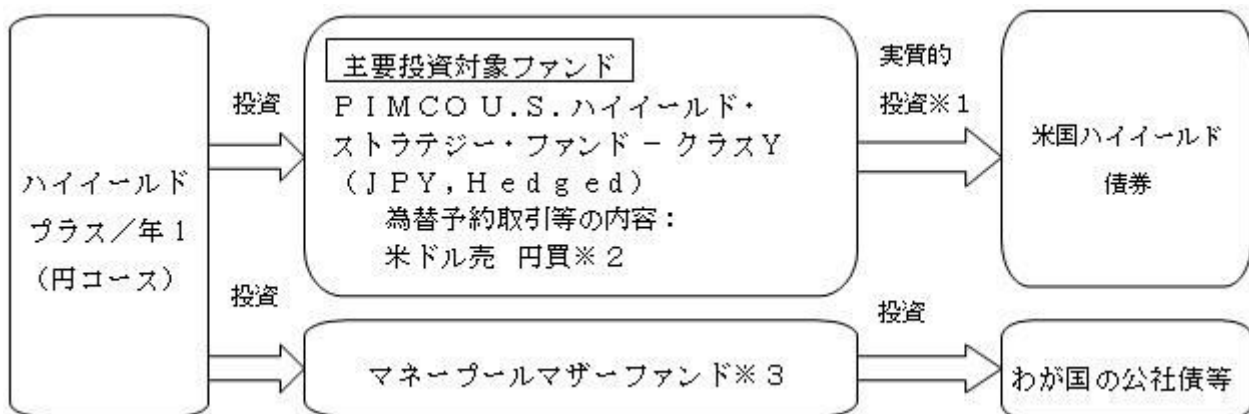 ハイイールド
プラス／年１
（円コース）
投資
投資
主要投資対象ファンド
ＰＩＭＣＯ Ｕ.Ｓ.ハイイールド・
ストラテジー・ファンド － クラスＹ
（ＪＰＹ,Ｈｅｄｇｅｄ）
為替予約取引等の内容：
米ドル売　円買※２
マネープールマザーファンド※３
実質的
投資※１
投資
米国ハイイールド
債券
わが国の公社債等